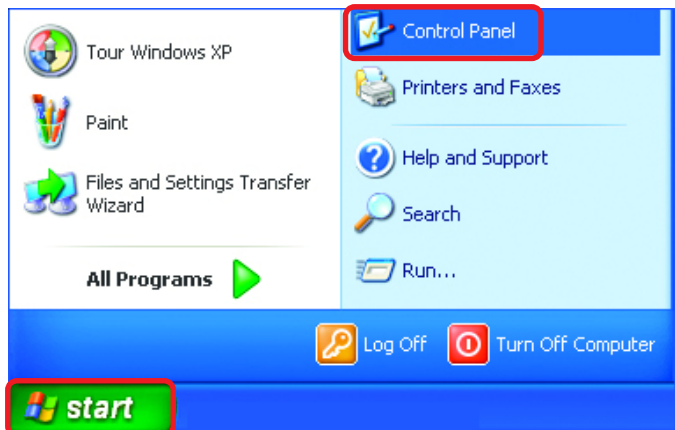 Tour Windows XP
Paint
Files and Settings Transfer
Wizard
All Programs
Control Panel
Printers and Faxes
Help and Support
Search
Run...
Log Off
Turn Off Computer
start